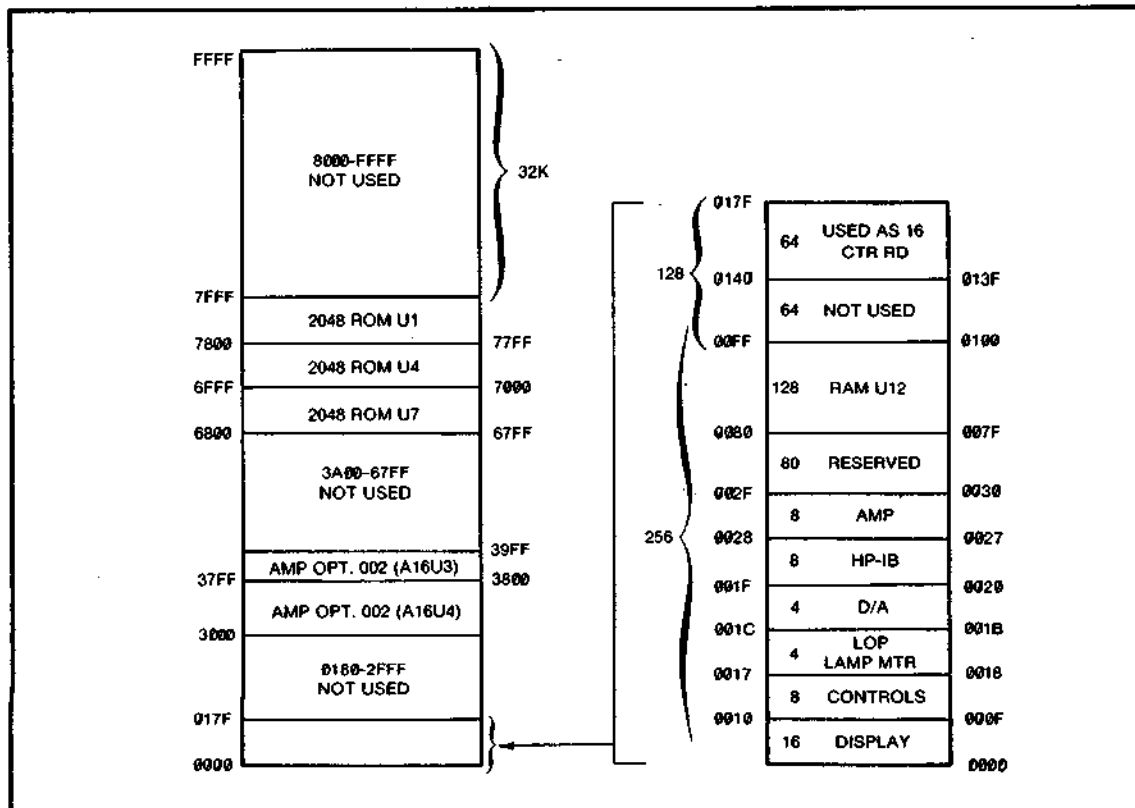 FFFF
8000-FFFF
NOT USED
32K
7FFF
2048 ROM U1
7800
77FF
2048 ROM U4
6FFF
7000
2048 ROM U7
6800
67FF
3A00-67FF
NOT USED
39FF
AMP OPT. 002 (A16U3)
37FF
3800
AMP OPT. 002 (A16U4)
3000
0180-2FFF
NOT USED
017F
0000
017F
64 USED AS 16
CTR RD
128
0140
013F
64 NOT USED
00FF
0100
128 RAM U12
0080
007F
80 RESERVED
002F
0030
8 AMP
256
0028
0027
8 HP-IB
001F
0020
4 D/A
001C
001B
4 LOP
LAMP MTR
0017
0018
8 CONTROLS
0010
000F
16 DISPLAY
0000